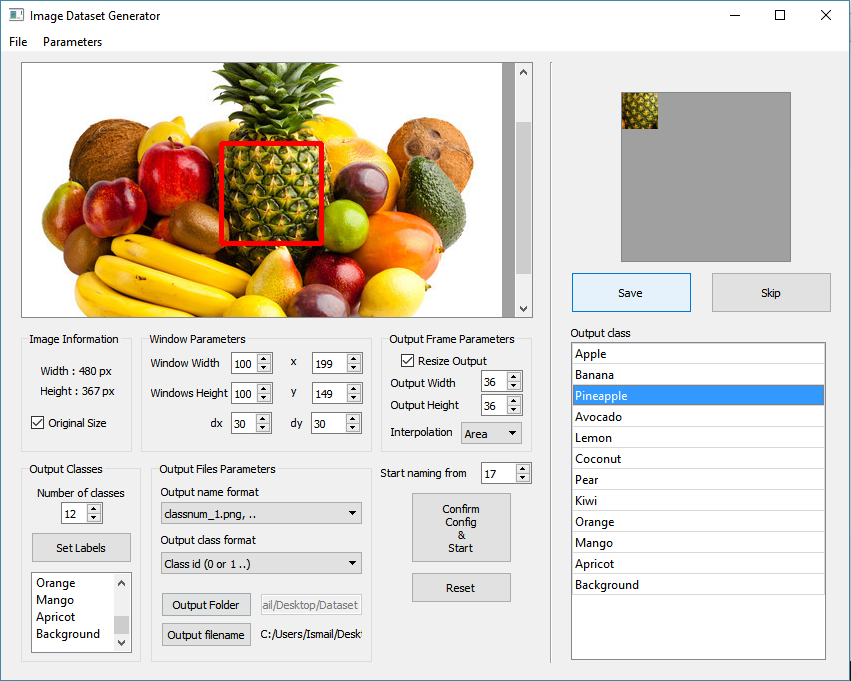 Image Dataset Generator
File Parameters
Save Skip
Image Information
Width : 480 px
Height : 367 px
Original Size
Window Parameters
Window Width 100 x 199
Windows Height 100 y 149
dx 30 dy 30
Output Frame Parameters
Resize Output
Output Width 36
Output Height 36
Interpolation Area
Output Classes
Number of classes
12
Set Labels
Orange
Mango
Apricot
Background
Output Files Parameters
Output name format
classnum_1.png, ..
Output class format
Class id (0 or 1 ..)
Output Folder ail/Desktop/Dataset
Output filename C:/Users/Ismail/Desk
Start naming from 17
Confirm
Config
&
Start
Reset
Output class
Apple
Banana
Pineapple
Avocado
Lemon
Coconut
Pear
Kiwi
Orange
Mango
Apricot
Background